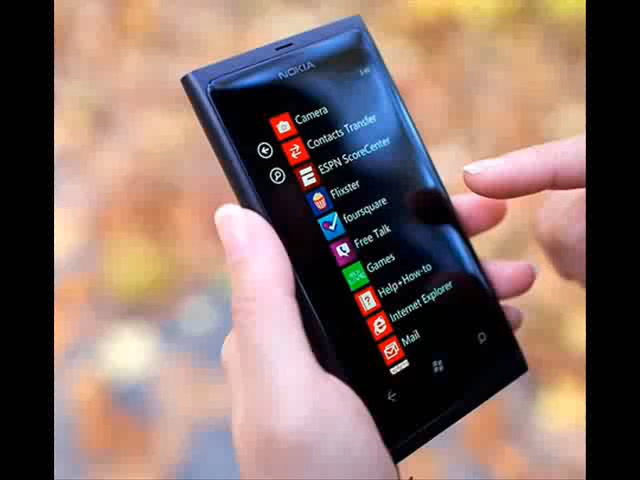 NOKIA
Camera
Contacts Transfer
ESPN ScoreCenter
Flixster
foursquare
Free Talk
Games
Help+How-to
Internet Explorer
Mail